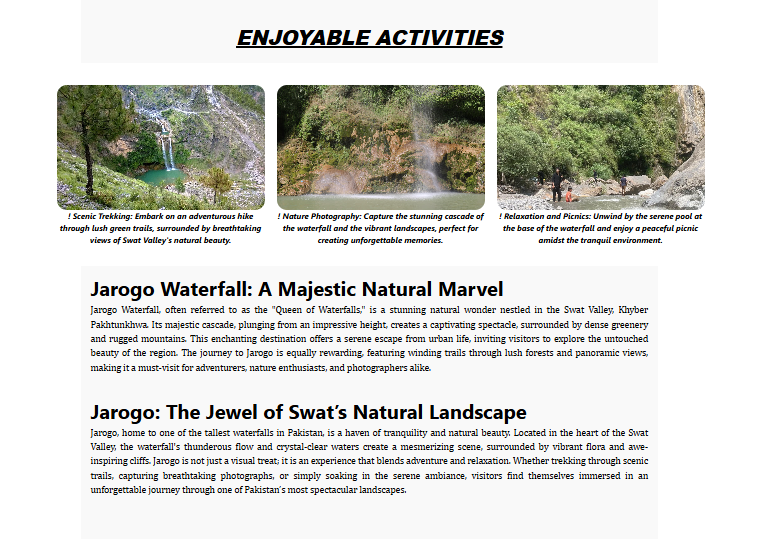 ENJOYABLE ACTIVITIES
! Scenic Trekking: Embark on an adventurous hike
through lush green trails, surrounded by breathtaking
views of Swat Valley's natural beauty.
! Nature Photography: Capture the stunning cascade of
the waterfall and the vibrant landscapes, perfect for
creating unforgettable memories.
! Relaxation and Picnics: Unwind by the serene pool at
the base of the waterfall and enjoy a peaceful picnic
amidst the tranquil environment.
Jarogo Waterfall: A Majestic Natural Marvel
Jarogo Waterfall, often referred to as the "Queen of Waterfalls," is a stunning natural wonder nestled in the Swat Valley, Khyber
Pakhtunkhwa. Its majestic cascade, plunging from an impressive height, creates a captivating spectacle, surrounded by dense greenery
and rugged mountains. This enchanting destination offers a serene escape from urban life, inviting visitors to explore the untouched
beauty of the region. The journey to Jarogo is equally rewarding, featuring winding trails through lush forests and panoramic views,
making it a must-visit for adventurers, nature enthusiasts, and photographers alike.
Jarogo: The Jewel of Swat’s Natural Landscape
Jarogo, home to one of the tallest waterfalls in Pakistan, is a haven of tranquility and natural beauty. Located in the heart of the Swat
Valley, the waterfall's thunderous flow and crystal-clear waters create a mesmerizing scene, surrounded by vibrant flora and awe-
inspiring cliffs. Jarogo is not just a visual treat; it is an experience that blends adventure and relaxation. Whether trekking through scenic
trails, capturing breathtaking photographs, or simply soaking in the serene ambiance, visitors find themselves immersed in an
unforgettable journey through one of Pakistan’s most spectacular landscapes.